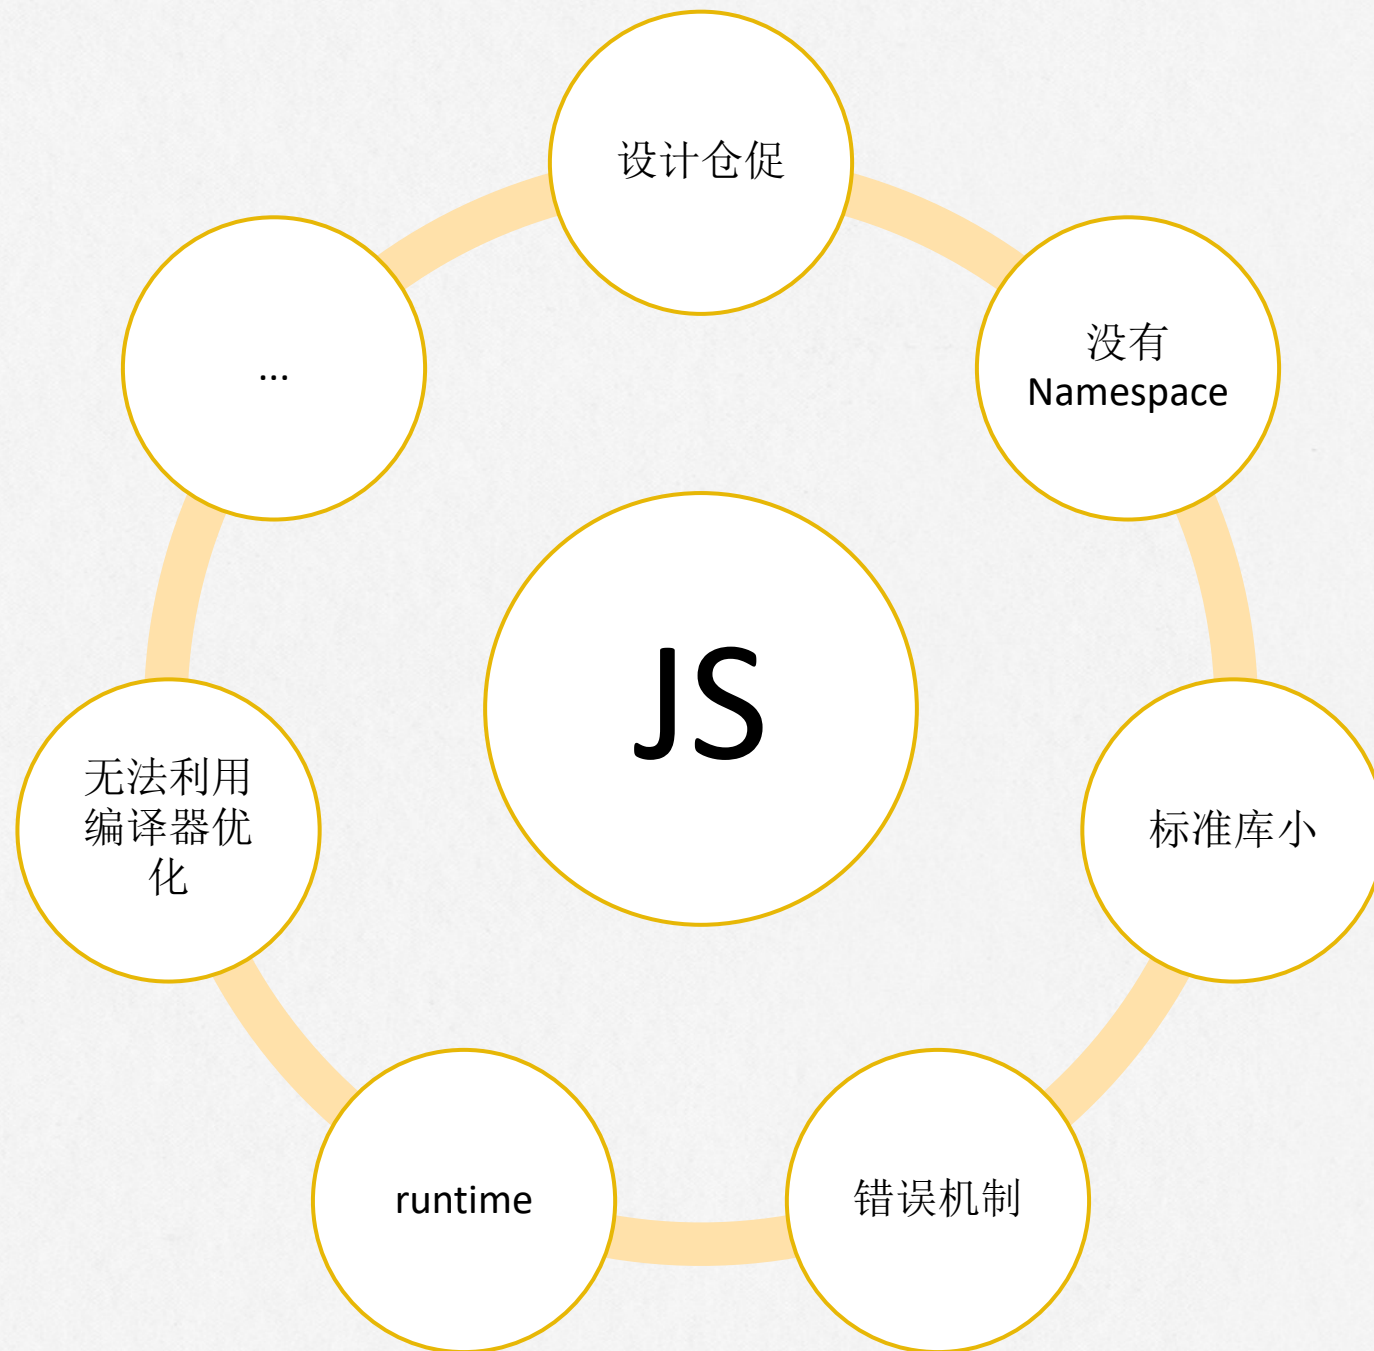 设计仓促
没有
Namespace
标准库小
错误机制
runtime
无法利用
编译器优
化
...
JS